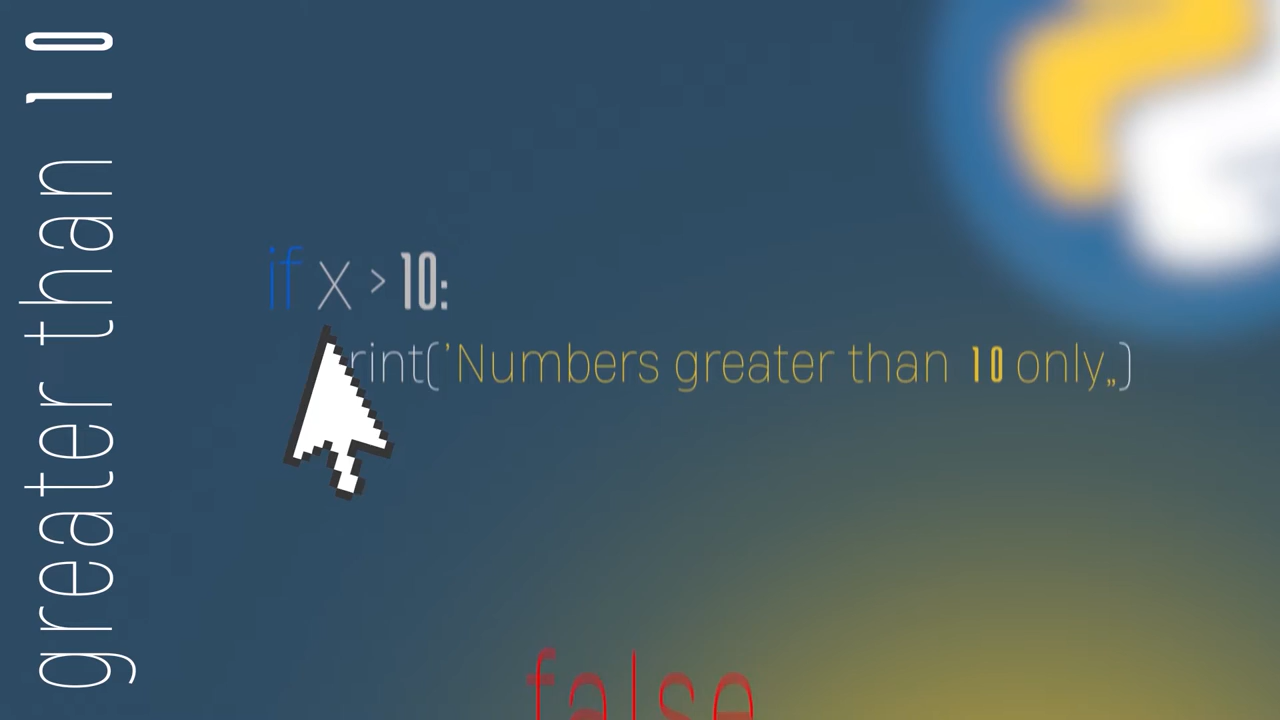 greater than 10
if x > 10:
rint('Numbers greater than 10 only„)
false